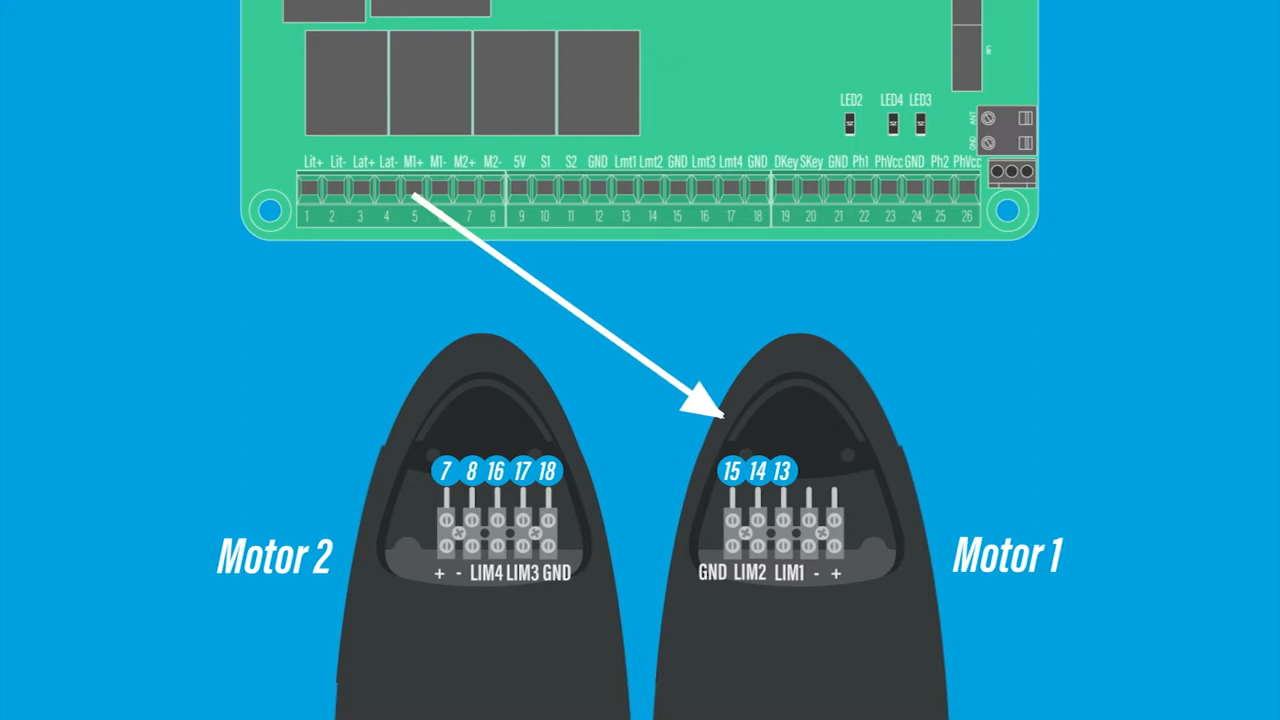 LED2 LED4 LED3
ANT
GND
Lit+ Lit- Lat+ Lat- M1+ M1- M2+ M2- 5V S1 S2 GND Lmt1 Lmt2 GND Lmt3 Lmt4 GND DKey SKey GND Ph1 PhVcc GND Ph2 PhVcc
1 2 3 4 5 7 8 9 10 11 12 13 14 15 16 17 18 19 20 21 22 23 24 25 26
7 8 16 17 18
15 14 13
Motor 2
+ - LIM4 LIM3 GND
GND LIM2 LIM1 - +
Motor 1